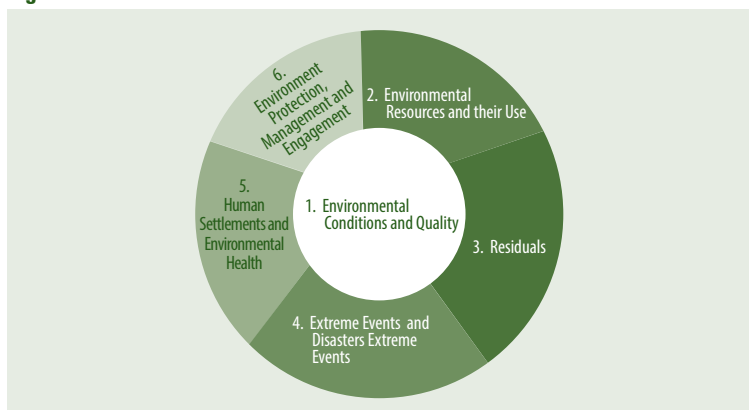 1. Environmental
Conditions and Quality
2. Environmental
Resources and their Use
3. Residuals
4. Extreme Events and
Disasters Extreme
Events
5.
Human
Settlements and
Environmental
Health
6.
Environment
Protection,
Management and
Engagement